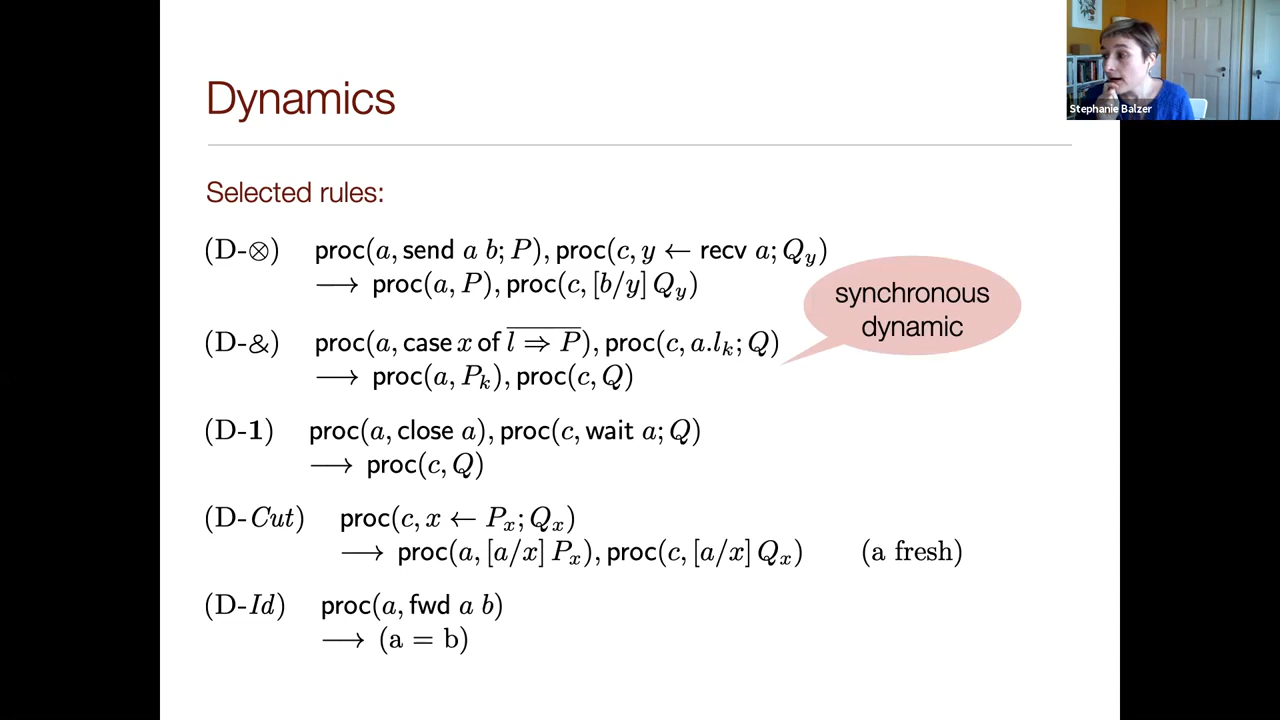 Dynamics
Stephanie Balzer
Selected rules:
(D-⊗) proc(a, send a b; P), proc(c, y ← recv a; Q_y)
⟶ proc(a, P), proc(c, [b/y] Q_y)
synchronous
dynamic
(D-&) proc(a, case x of \overline{l ⇒ P}), proc(c, a.l_k; Q)
⟶ proc(a, P_k), proc(c, Q)
(D-1) proc(a, close a), proc(c, wait a; Q)
⟶ proc(c, Q)
(D-Cut) proc(c, x ← P_x; Q_x)
⟶ proc(a, [a/x] P_x), proc(c, [a/x] Q_x) (a fresh)
(D-Id) proc(a, fwd a b)
⟶ (a = b)